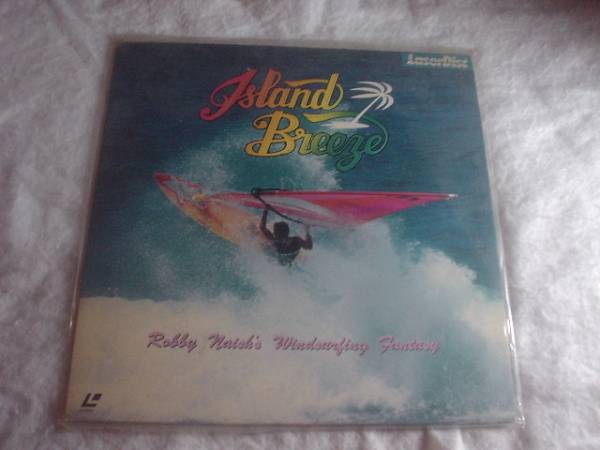 LaserDisc
Island
Breeze
Robby Naish's Windsurfing Fantasy